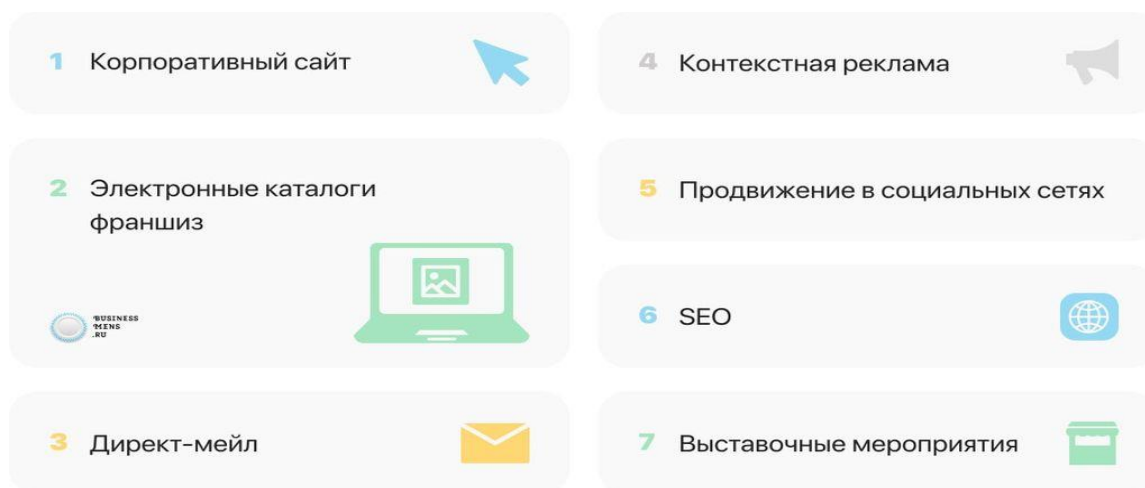 1 Корпоративный сайт
2 Электронные каталоги
франшиз
BUSINESS
MENS
.RU
3 Директ-мейл
4 Контекстная реклама
5 Продвижение в социальных сетях
6 SEO
7 Выставочные мероприятия